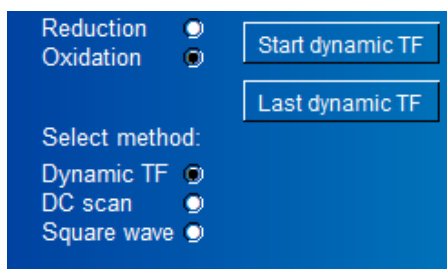 Reduction
Oxidation
Start dynamic TF
Last dynamic TF
Select method:
Dynamic TF
DC scan
Square wave